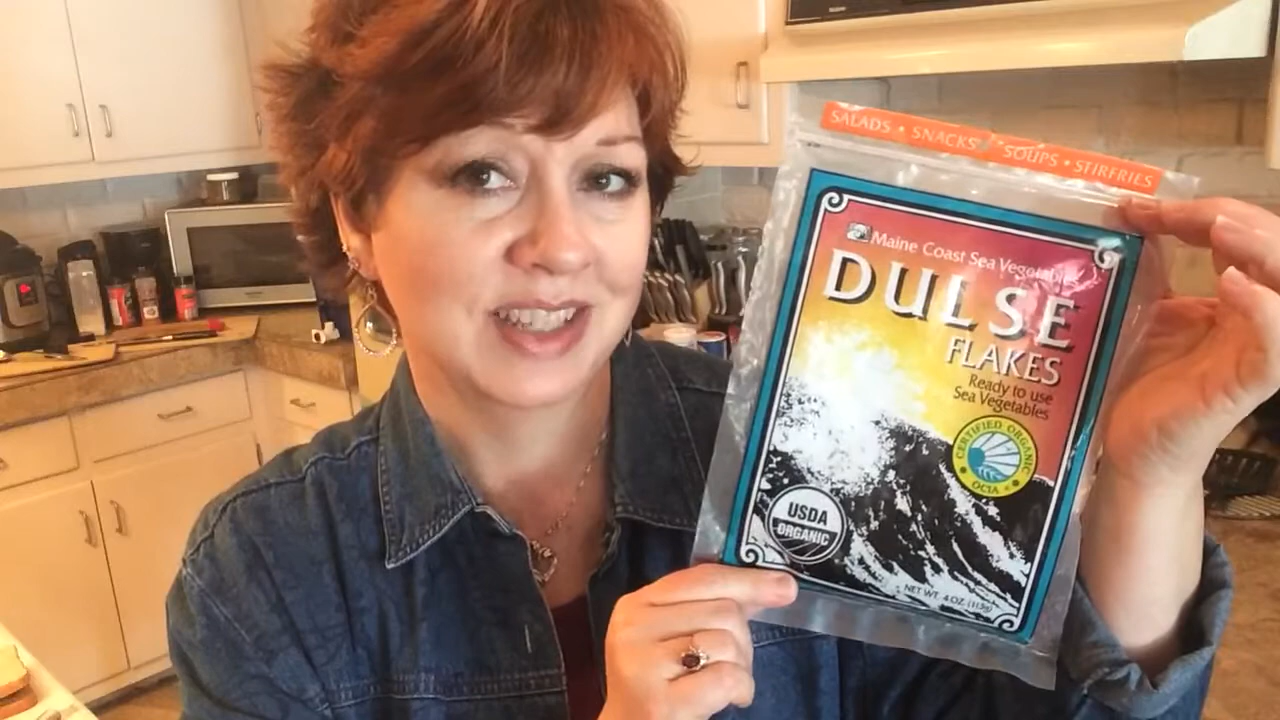 SALADS • SNACKS • SOUPS • STIRFRIES
Maine Coast Sea Vegetables
DULSE
FLAKES
Ready to use
Sea Vegetables
CERTIFIED ORGANIC
OCIA
USDA
ORGANIC
NET WT. 4 OZ (113g)